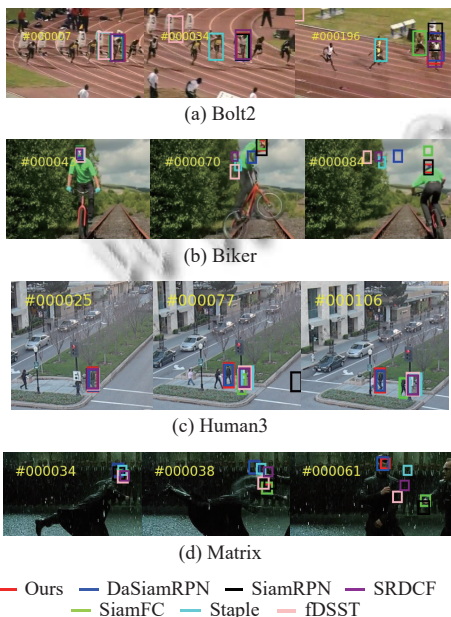 #000007 #000034 #000196
(a) Bolt2
#000070 #000084
(b) Biker
#000025 #000077 #000106
(c) Human3
#000034 #000038 #000061
(d) Matrix
Ours DaSiamRPN SiamRPN SRDCF
SiamFC Staple fDSST